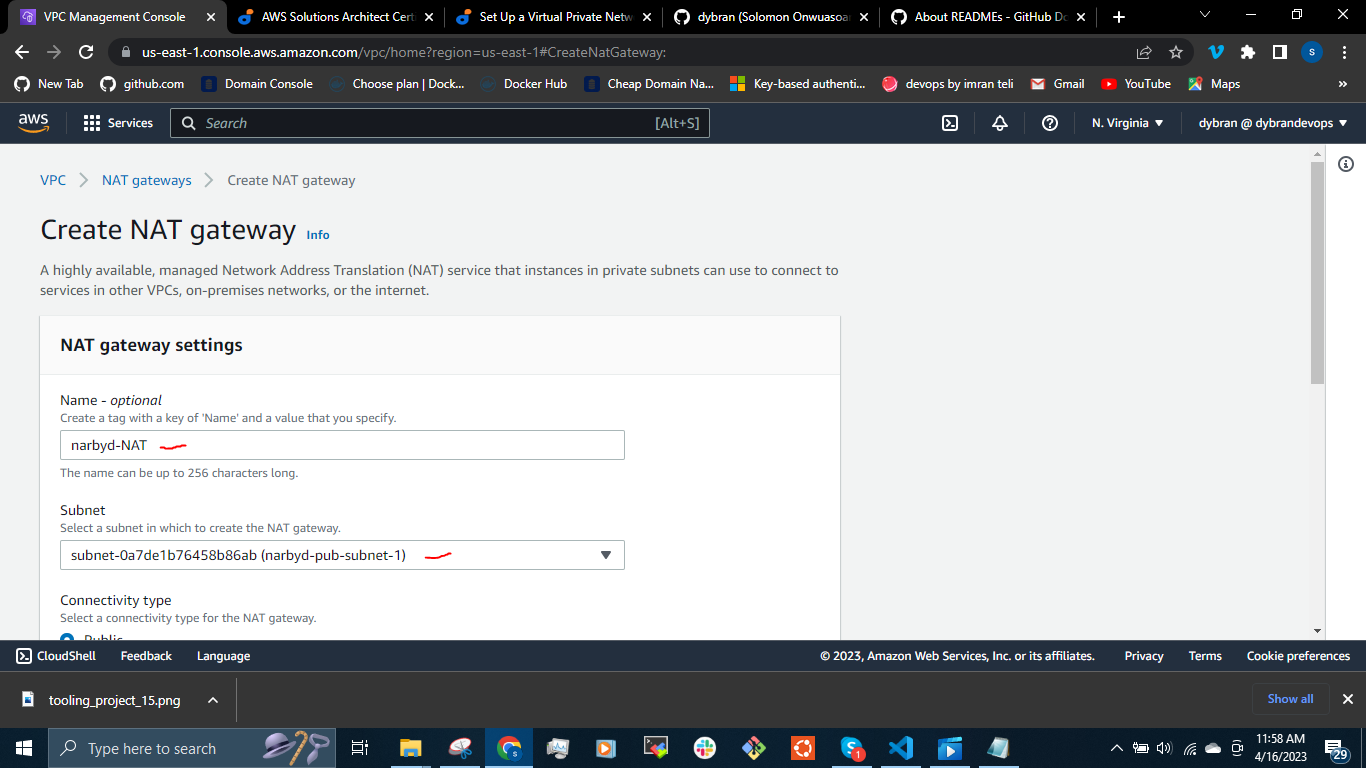 VPC Management Console
AWS Solutions Architect Cert
Set Up a Virtual Private Netw
dybran (Solomon Onwuasoan
About READMEs - GitHub Do
us-east-1.console.aws.amazon.com/vpc/home?region=us-east-1#CreateNatGateway:
S
New Tab
github.com
Domain Console
Choose plan | Dock...
Docker Hub
Cheap Domain Na...
Key-based authenti...
devops by imran teli
Gmail
YouTube
Maps
»
aws
Services
Search
[Alt+S]
N. Virginia
dybran @ dybrandevops
VPC
NAT gateways
Create NAT gateway
Create NAT gateway Info
A highly available, managed Network Address Translation (NAT) service that instances in private subnets can use to connect to
services in other VPCs, on-premises networks, or the internet.
NAT gateway settings
Name - optional
Create a tag with a key of 'Name' and a value that you specify.
narbyd-NAT
The name can be up to 256 characters long.
Subnet
Select a subnet in which to create the NAT gateway.
subnet-0a7de1b76458b86ab (narbyd-pub-subnet-1)
Connectivity type
Select a connectivity type for the NAT gateway.
Public
CloudShell
Feedback
Language
© 2023, Amazon Web Services, Inc. or its affiliates.
Privacy
Terms
Cookie preferences
tooling_project_15.png
Show all
Type here to search
1
11:58 AM
4/16/2023
29